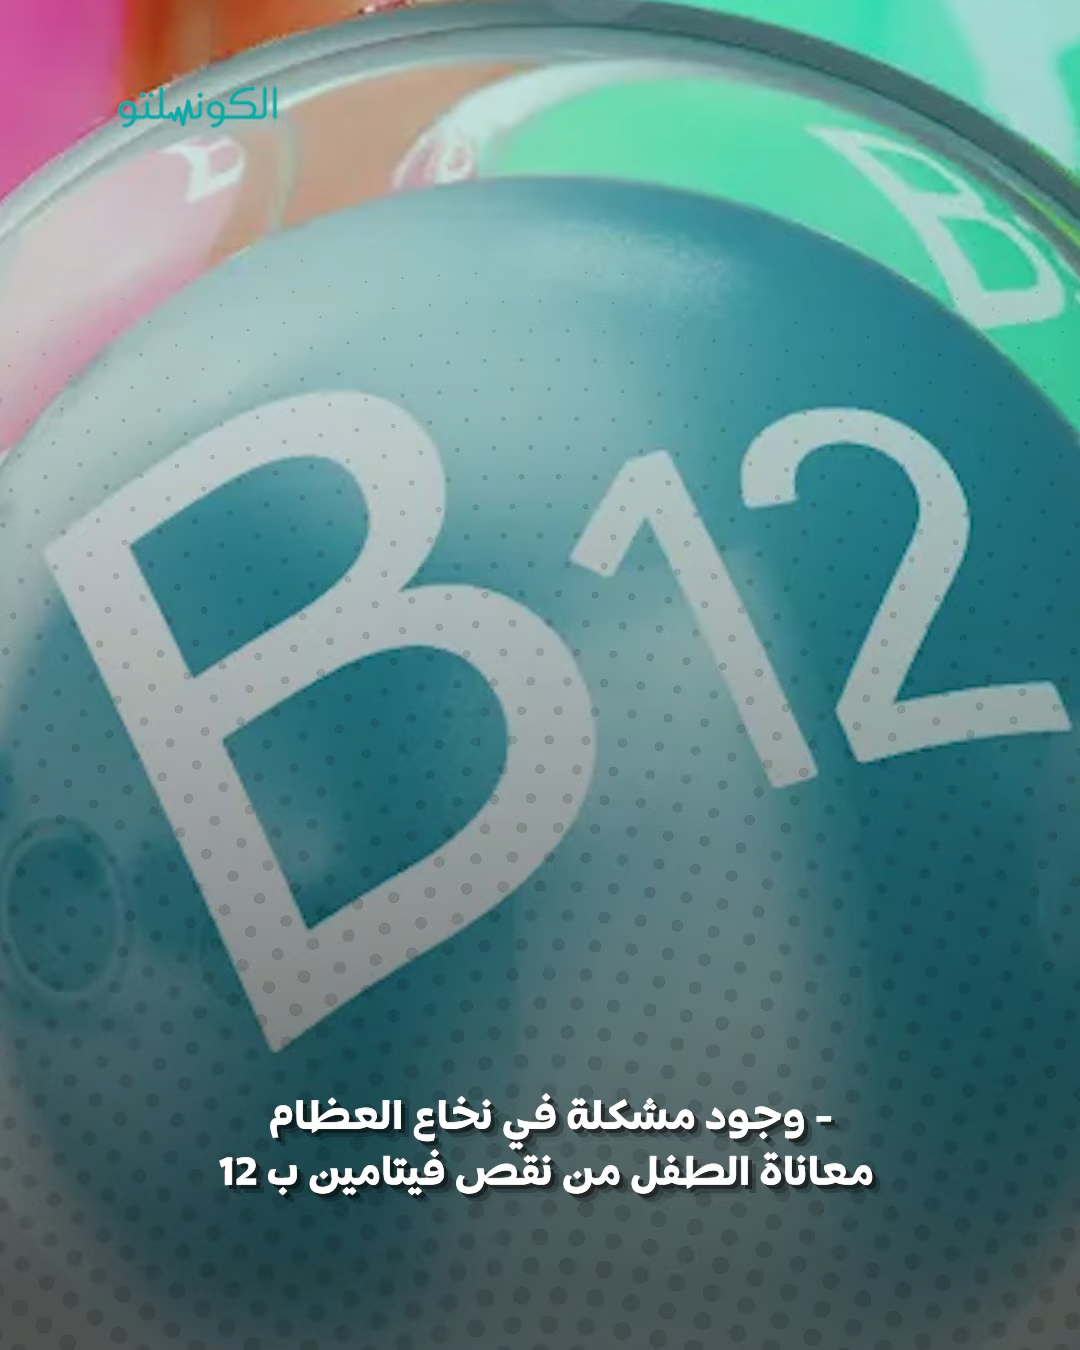 الكونسلتو
B
B12
- وجود مشكلة في نخاع العظام
معاناة الطفل من نقص فيتامين ب 12